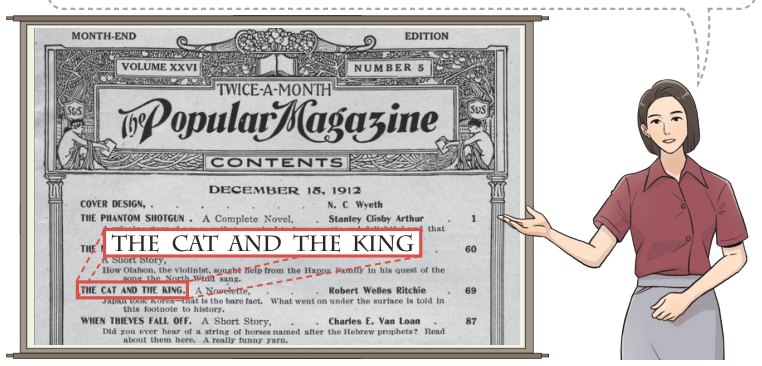 MONTH-END EDITION
VOLUME XXVI NUMBER 5
TWICE-A-MONTH
The Popular Magazine
S&S S&S
CONTENTS
DECEMBER 15, 1912
COVER DESIGN, . . . . . . N. C Wyeth
THE PHANTOM SHOTGUN . A Complete Novel, . Stanley Clisby Arthur . 1
that
THE CAT AND THE KING
THE 60
A Short Story,
How Olafson, the violinist, sought help from the Happy Family in his quest of the
song the North Wind sang.
THE CAT AND THE KING. A Novelette, . . Robert Welles Ritchie . 69
Japan took Korea—that is the bare fact. What went on under the surface is told in
this footnote to history,
WHEN THIEVES FALL OFF. A Short Story, . . Charles E. Van Loan . 87
Did you ever hear of a string of horses named after the Hebrew prophets? Read
about them here. A really funny yarn.